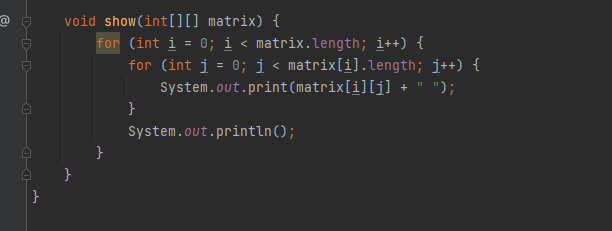 @ void show(int[][] matrix) {
for (int i = 0; i < matrix.length; i++) {
for (int j = 0; j < matrix[i].length; j++) {
System.out.print(matrix[i][j] + " ");
}
System.out.println();
}
}
}